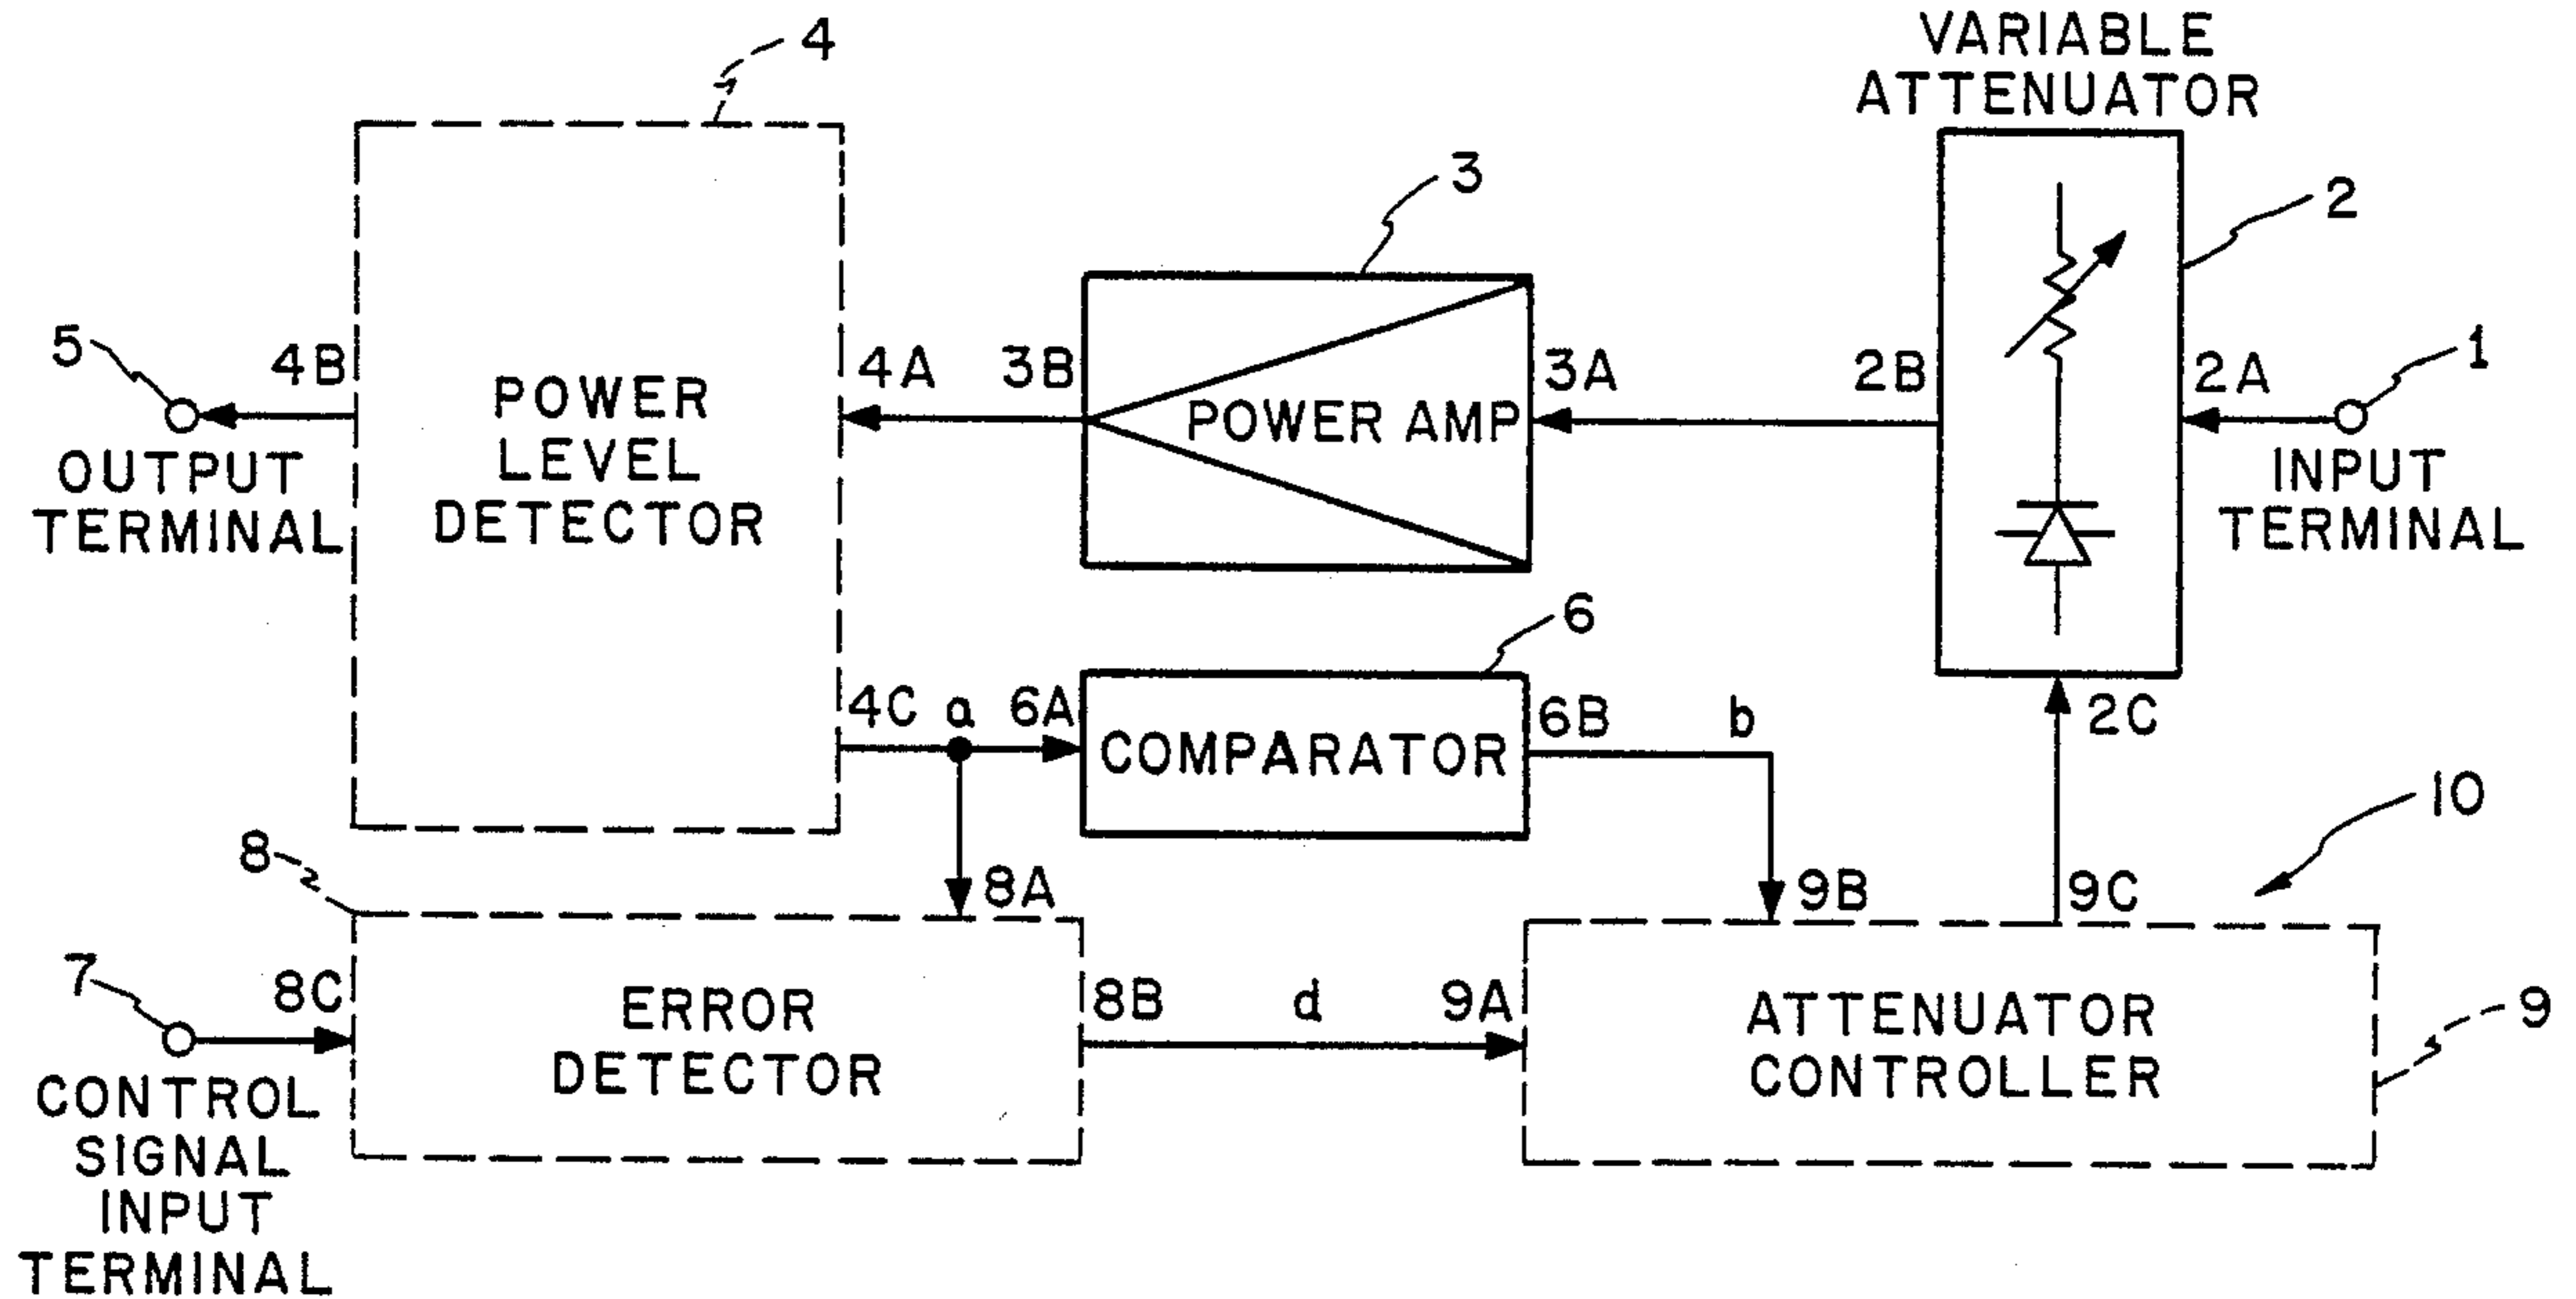 VARIABLE
ATTENUATOR
4
3
2
5
4B
POWER
LEVEL
DETECTOR
4A
3B
POWER AMP
3A
2B
2A
1
OUTPUT
TERMINAL
INPUT
TERMINAL
6
4C
a
6A
COMPARATOR
6B
b
2C
10
8
8A
9B
9C
7
8C
ERROR
DETECTOR
8B
d
9A
ATTENUATOR
CONTROLLER
9
CONTROL
SIGNAL
INPUT
TERMINAL